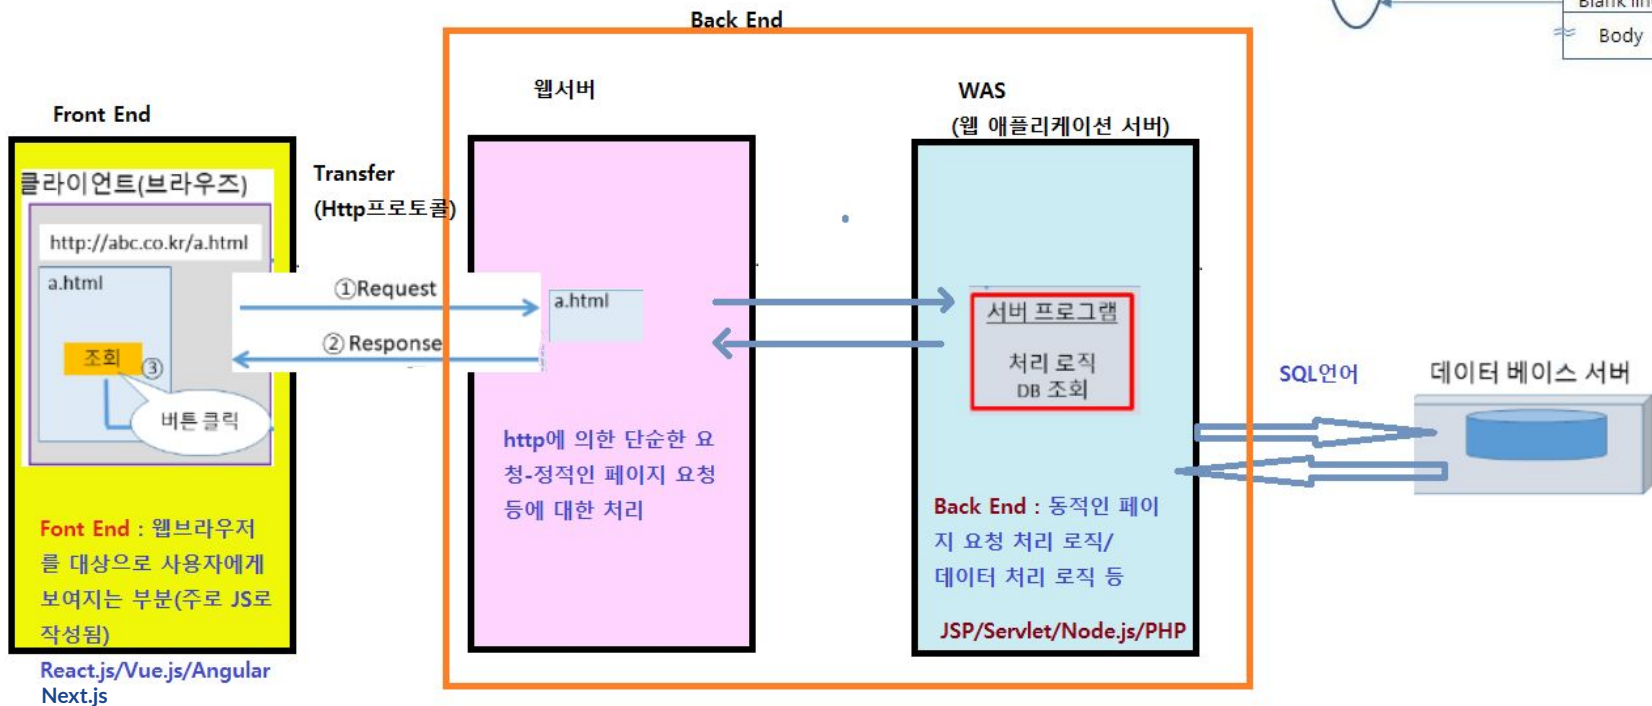 Back End
Blank lin
Body
웹서버
WAS
(웹 애플리케이션 서버)
Front End
클라이언트(브라우즈)
http://abc.co.kr/a.html
a.html
조회
③
버튼 클릭
Transfer
(Http프로토콜)
①Request
② Response
a.html
서버 프로그램
처리 로직
DB 조회
SQL언어
데이터 베이스 서버
http에 의한 단순한 요
청-정적인 페이지 요청
등에 대한 처리
Back End : 동적인 페이
지 요청 처리 로직/
데이터 처리 로직 등
JSP/Servlet/Node.js/PHP
Font End : 웹브라우저
를 대상으로 사용자에게
보여지는 부분(주로 JS로
작성됨)
React.js/Vue.js/Angular
Next.js